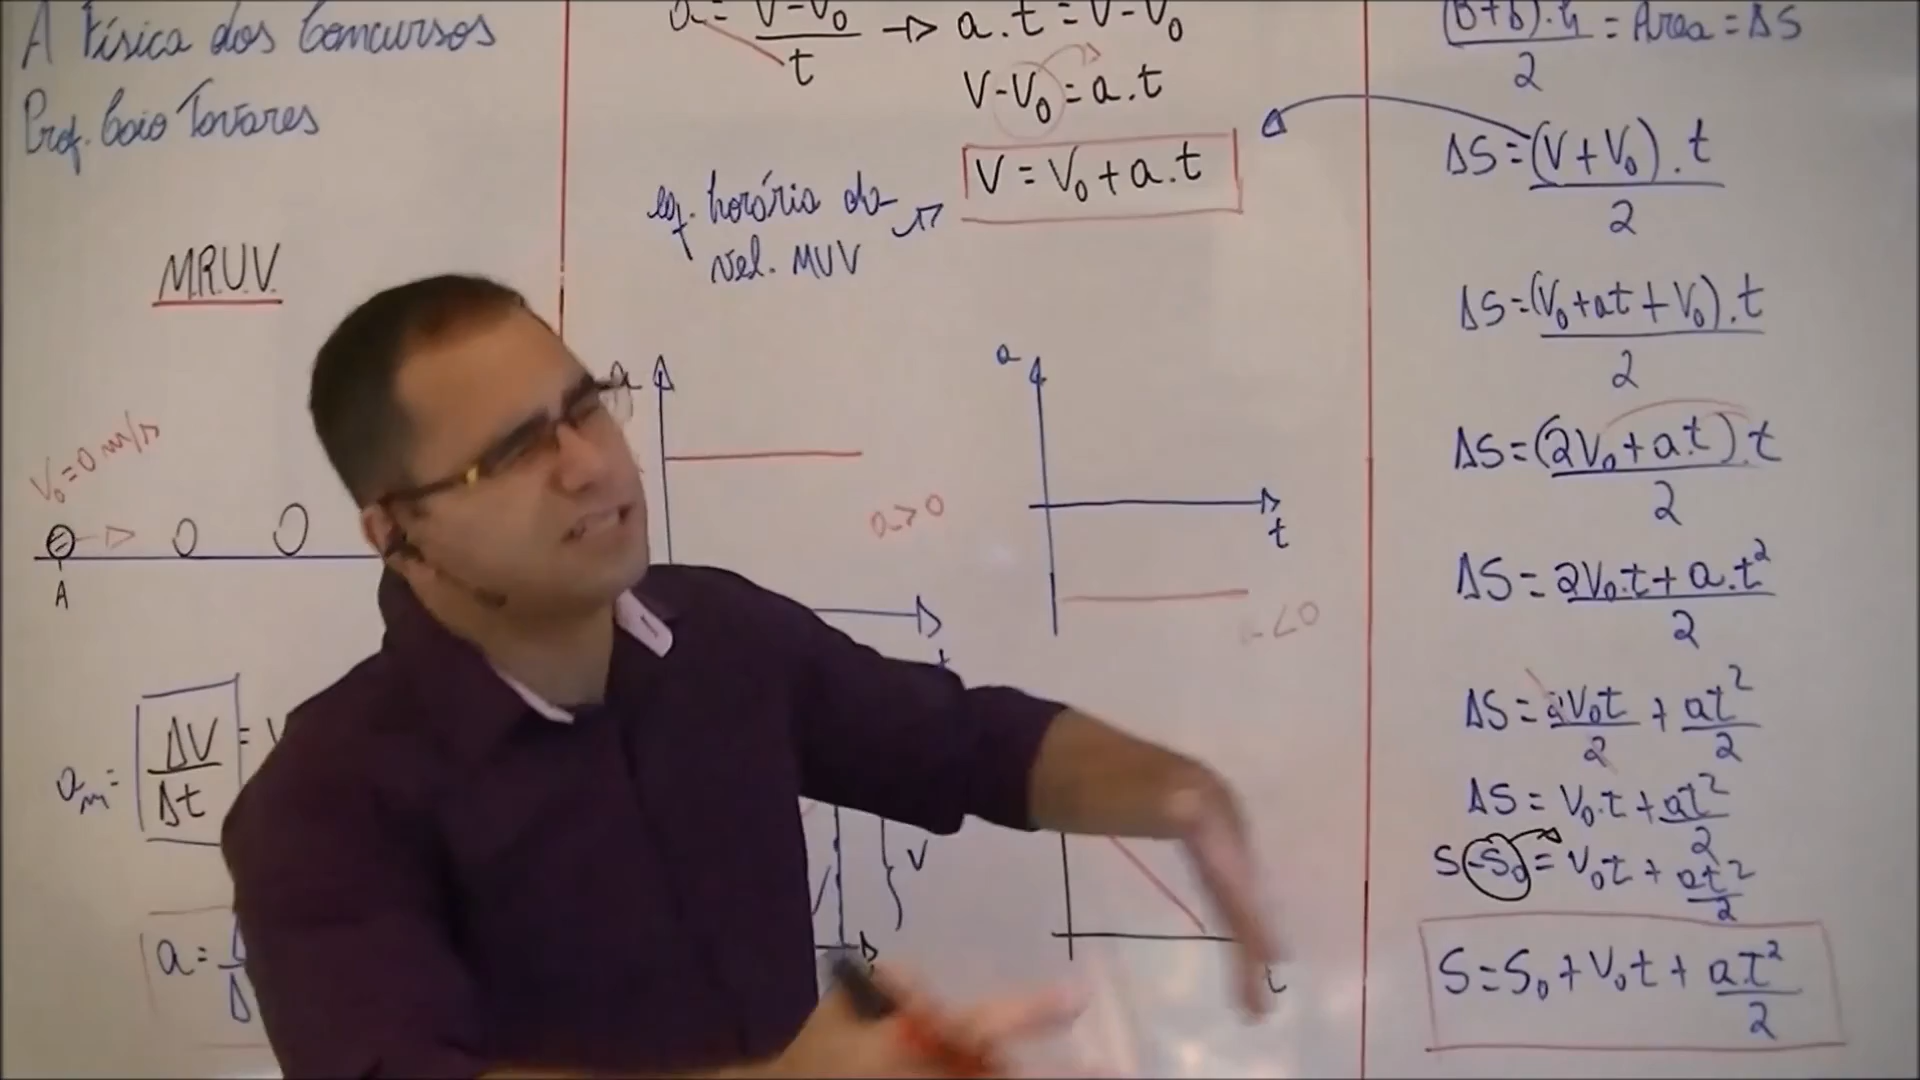 A Física dos Concursos
Prof. Caio Tavares
M.R.U.V.
V₀=0 m/s
A
aₘ = ΔV/Δt = V
a =
a = (V-V₀)/t → a.t = V-V₀
V-V₀ = a.t
V = V₀ + a.t
eq. horária da
vel. MUV
a
a>0
t
V
a
t
<0
t
(B+b).h/2 = Área = ΔS
ΔS = (V+V₀).t/2
ΔS = (V₀+at+V₀).t/2
ΔS = (2V₀+a.t).t/2
ΔS = 2V₀.t + a.t²/2
ΔS = 2V₀t/2 + at²/2
ΔS = V₀.t + at²/2
S-S₀ = V₀t + at²/2
S = S₀ + V₀t + a.t²/2